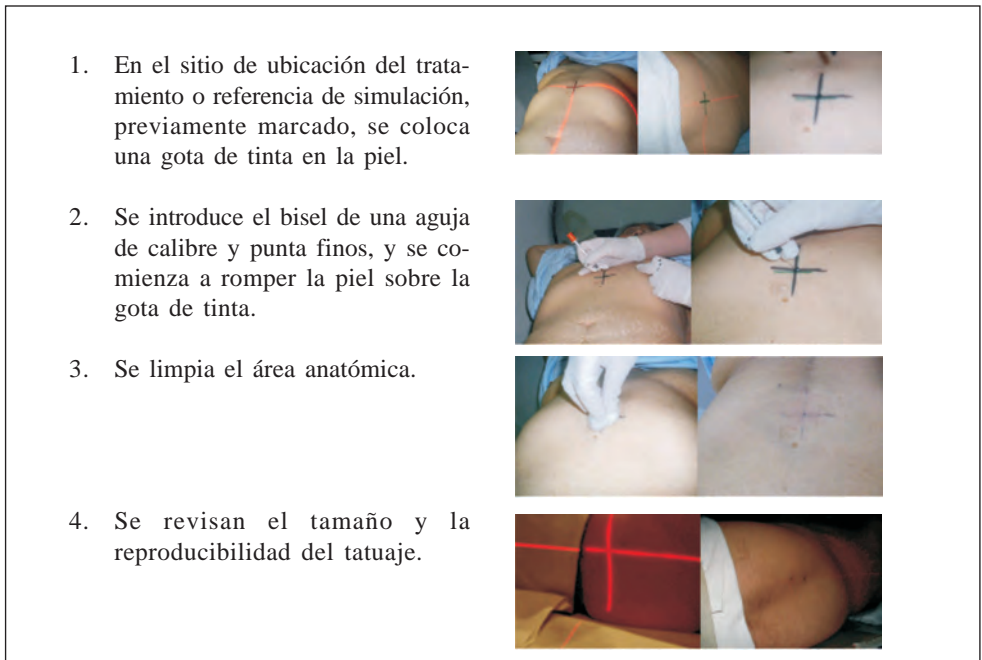 1. En el sitio de ubicación del trata-
miento o referencia de simulación,
previamente marcado, se coloca
una gota de tinta en la piel.
2. Se introduce el bisel de una aguja
de calibre y punta finos, y se co-
mienza a romper la piel sobre la
gota de tinta.
3. Se limpia el área anatómica.
4. Se revisan el tamaño y la
reproducibilidad del tatuaje.